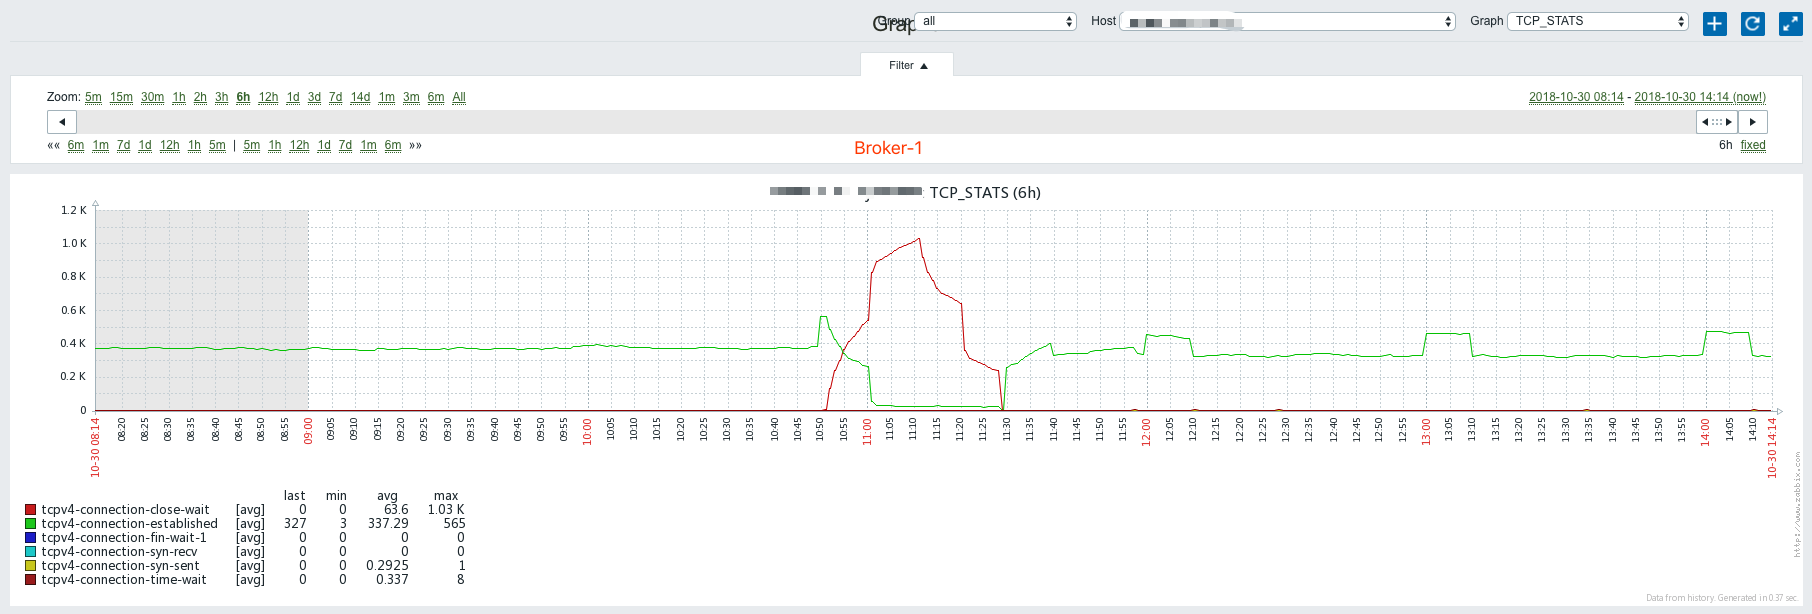 Graph Group all Host Graph TCP_STATS
Filter ▲
Zoom: 5m 15m 30m 1h 2h 3h 6h 12h 1d 3d 7d 14d 1m 3m 6m All 2018-10-30 08:14 - 2018-10-30 14:14 (now!)
«« 6m 1m 7d 1d 12h 1h 5m | 5m 1h 12h 1d 7d 1m 6m »» 6h fixed
Broker-1
: TCP_STATS (6h)
1.2 K
1.0 K
0.8 K
0.6 K
0.4 K
0.2 K
0
10-30 08:14 08:20 08:25 08:30 08:35 08:40 08:45 08:50 08:55 09:00 09:05 09:10 09:15 09:20 09:25 09:30 09:35 09:40 09:45 09:50 09:55 10:00 10:05 10:10 10:15 10:20 10:25 10:30 10:35 10:40 10:45 10:50 10:55 11:00 11:05 11:10 11:15 11:20 11:25 11:30 11:35 11:40 11:45 11:50 11:55 12:00 12:05 12:10 12:15 12:20 12:25 12:30 12:35 12:40 12:45 12:50 12:55 13:00 13:05 13:10 13:15 13:20 13:25 13:30 13:35 13:40 13:45 13:50 13:55 14:00 14:05 14:10 10-30 14:14
last min avg max
tcpv4-connection-close-wait [avg] 0 0 63.6 1.03 K
tcpv4-connection-established [avg] 327 3 337.29 565
tcpv4-connection-fin-wait-1 [avg] 0 0 0 0
tcpv4-connection-syn-recv [avg] 0 0 0 0
tcpv4-connection-syn-sent [avg] 0 0 0.2925 1
tcpv4-connection-time-wait [avg] 0 0 0.337 8
http://www.zabbix.com
Data from history. Generated in 0.37 sec.